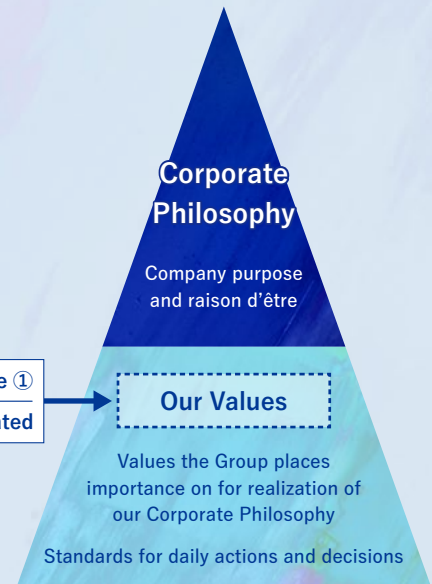 Corporate
Philosophy
Company purpose
and raison d’être
e ①
ated
Our Values
Values the Group places
importance on for realization of
our Corporate Philosophy
Standards for daily actions and decisions